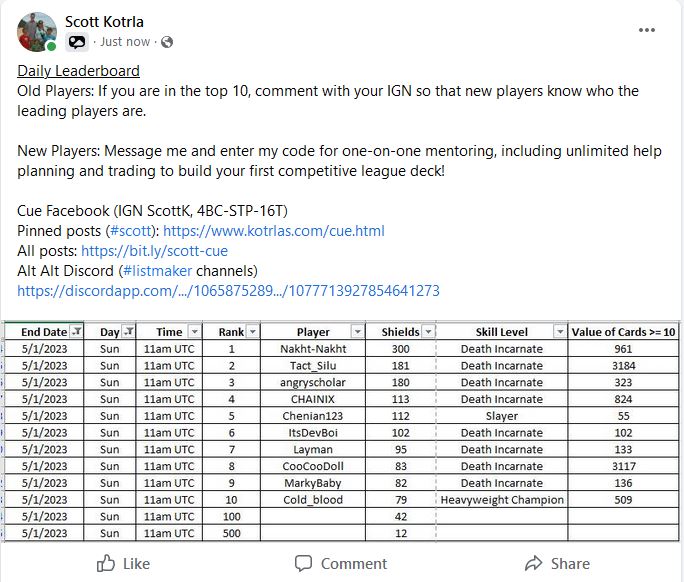 Scott Kotrla
· Just now ·
Daily Leaderboard
Old Players: If you are in the top 10, comment with your IGN so that new players know who the
leading players are.
New Players: Message me and enter my code for one-on-one mentoring, including unlimited help
planning and trading to build your first competitive league deck!
Cue Facebook (IGN ScottK, 4BC-STP-16T)
Pinned posts (#scott): https://www.kotrlas.com/cue.html
All posts: https://bit.ly/scott-cue
Alt Alt Discord (#listmaker channels)
https://discordapp.com/.../1065875289.../1077713927854641273
End Date Day Time Rank Player Shields Skill Level Value of Cards >= 10
5/1/2023 Sun 11am UTC 1 Nakht-Nakht 300 Death Incarnate 961
5/1/2023 Sun 11am UTC 2 Tact_Silu 181 Death Incarnate 3184
5/1/2023 Sun 11am UTC 3 angryscholar 180 Death Incarnate 323
5/1/2023 Sun 11am UTC 4 CHAINIX 113 Death Incarnate 824
5/1/2023 Sun 11am UTC 5 Chenian123 112 Slayer 55
5/1/2023 Sun 11am UTC 6 ItsDevBoi 102 Death Incarnate 102
5/1/2023 Sun 11am UTC 7 Layman 95 Death Incarnate 133
5/1/2023 Sun 11am UTC 8 CooCooDoll 83 Death Incarnate 3117
5/1/2023 Sun 11am UTC 9 MarkyBaby 82 Death Incarnate 136
5/1/2023 Sun 11am UTC 10 Cold_blood 79 Heavyweight Champion 509
5/1/2023 Sun 11am UTC 100 42
5/1/2023 Sun 11am UTC 500 12
Like Comment Share